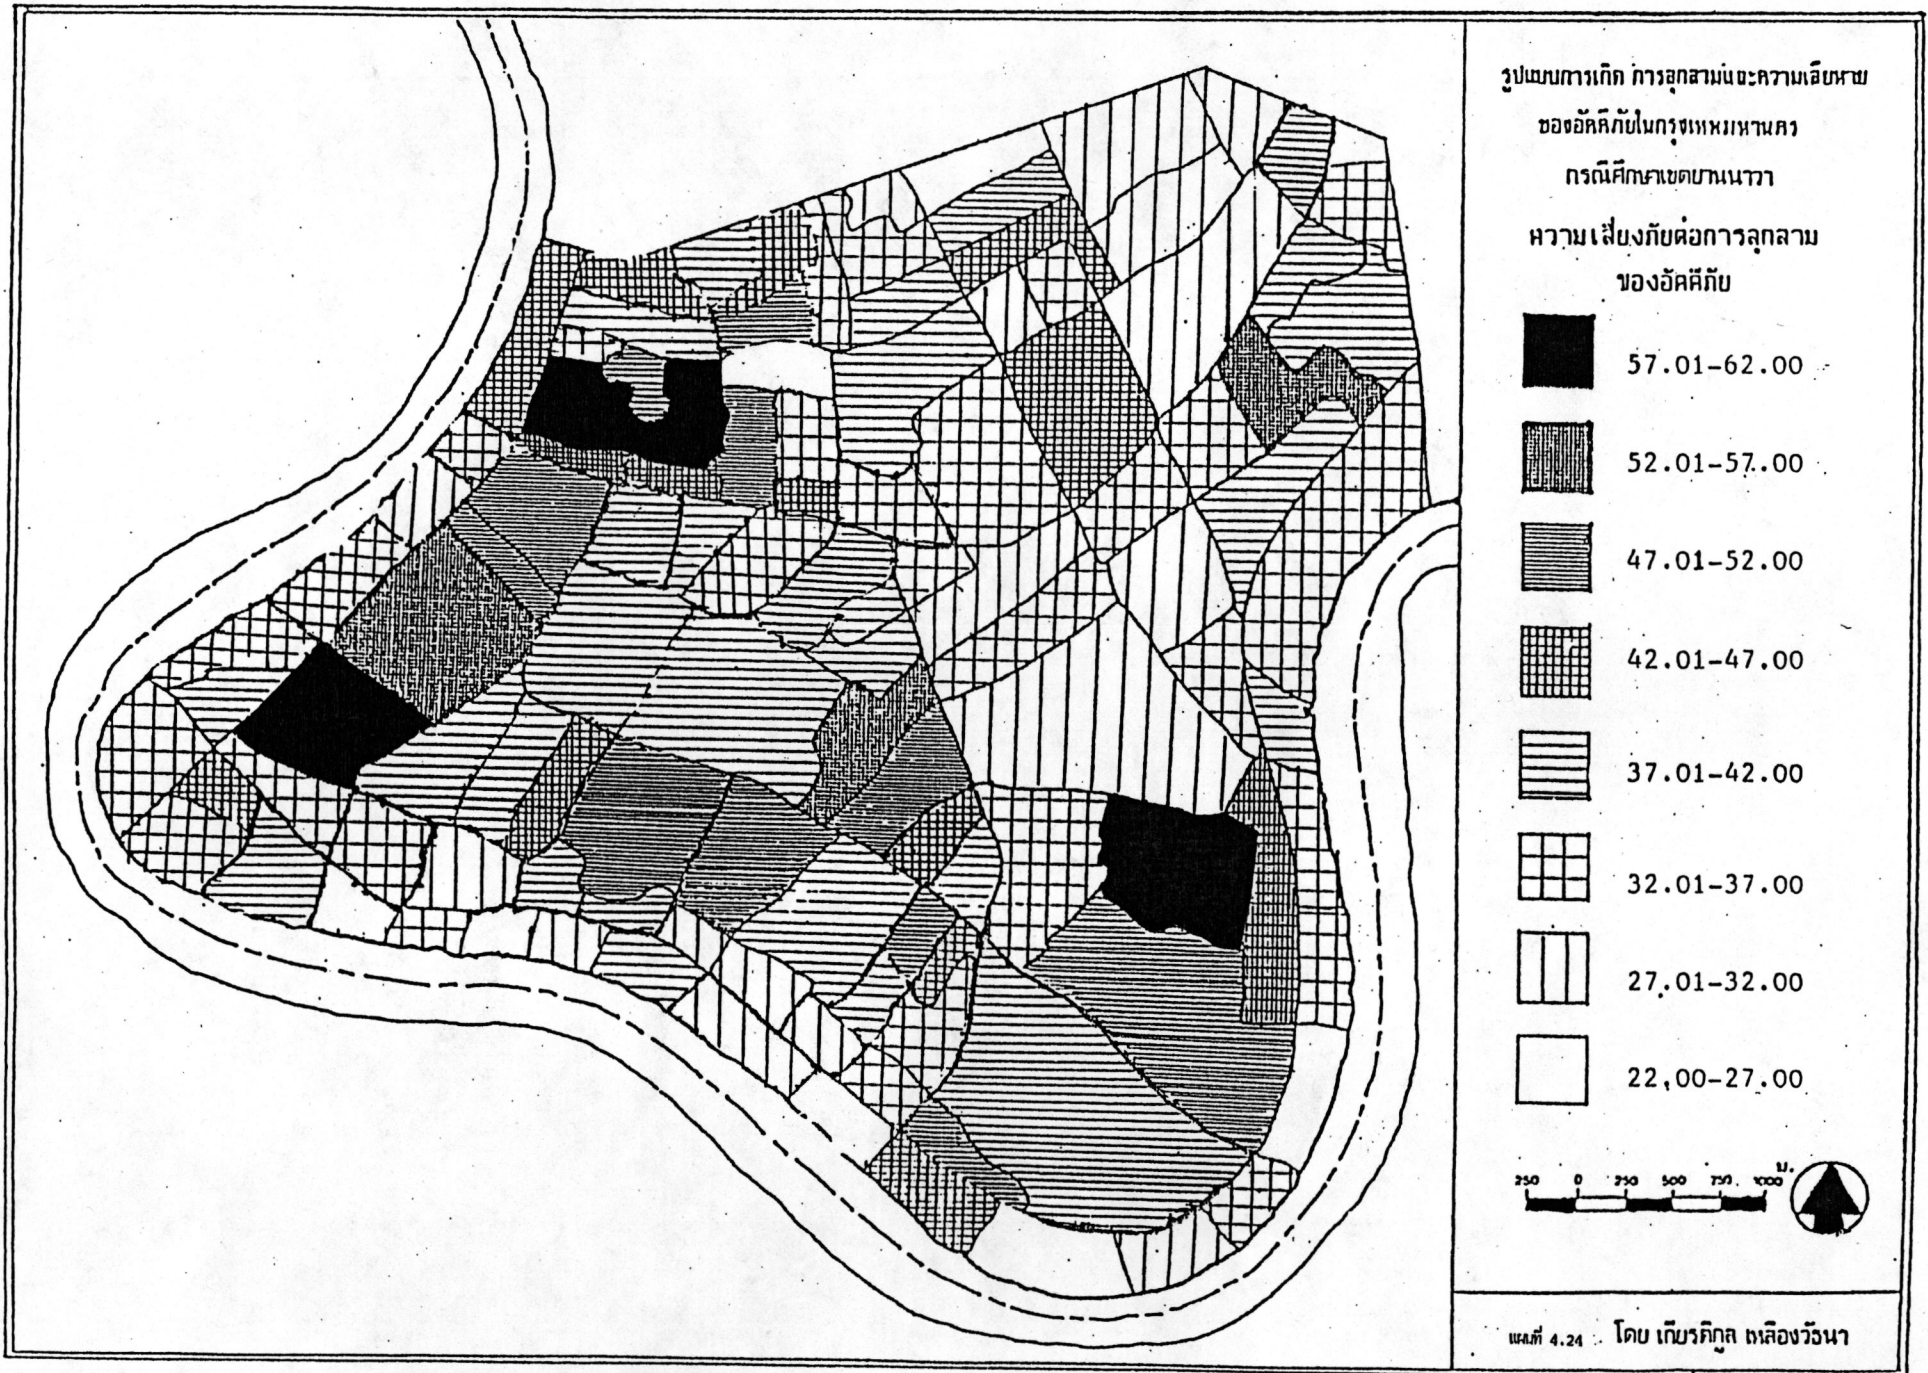 รูปแบบการเกิด การลุกลามและความเสียหาย
ของอัคคีภัยในกรุงเทพมหานคร
กรณีศึกษาเขตยานนาวา
ความเสี่ยงภัยต่อการลุกลาม
ของอัคคีภัย
57.01-62.00
52.01-57.00
47.01-52.00
42.01-47.00
37.01-42.00
32.01-37.00
27.01-32.00
22.00-27.00
250 0 250 500 750 1000 ม.
แผนที่ 4.24 โดย เกียรติกูล เหลืองวัธนา